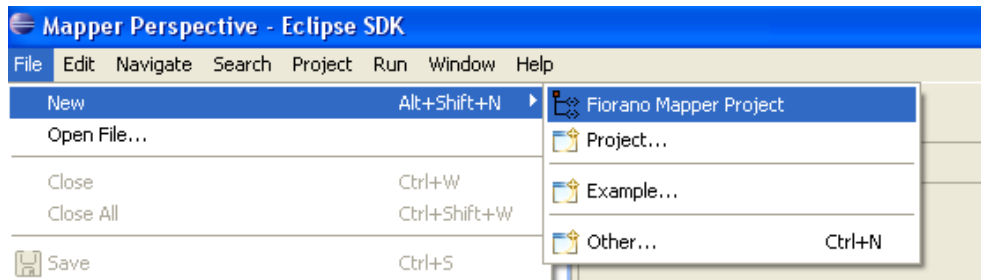 Mapper Perspective - Eclipse SDK
File Edit Navigate Search Project Run Window Help
New Alt+Shift+N
Open File...
Close Ctrl+W
Close All Ctrl+Shift+W
Save Ctrl+S
Fiorano Mapper Project
Project...
Example...
Other... Ctrl+N